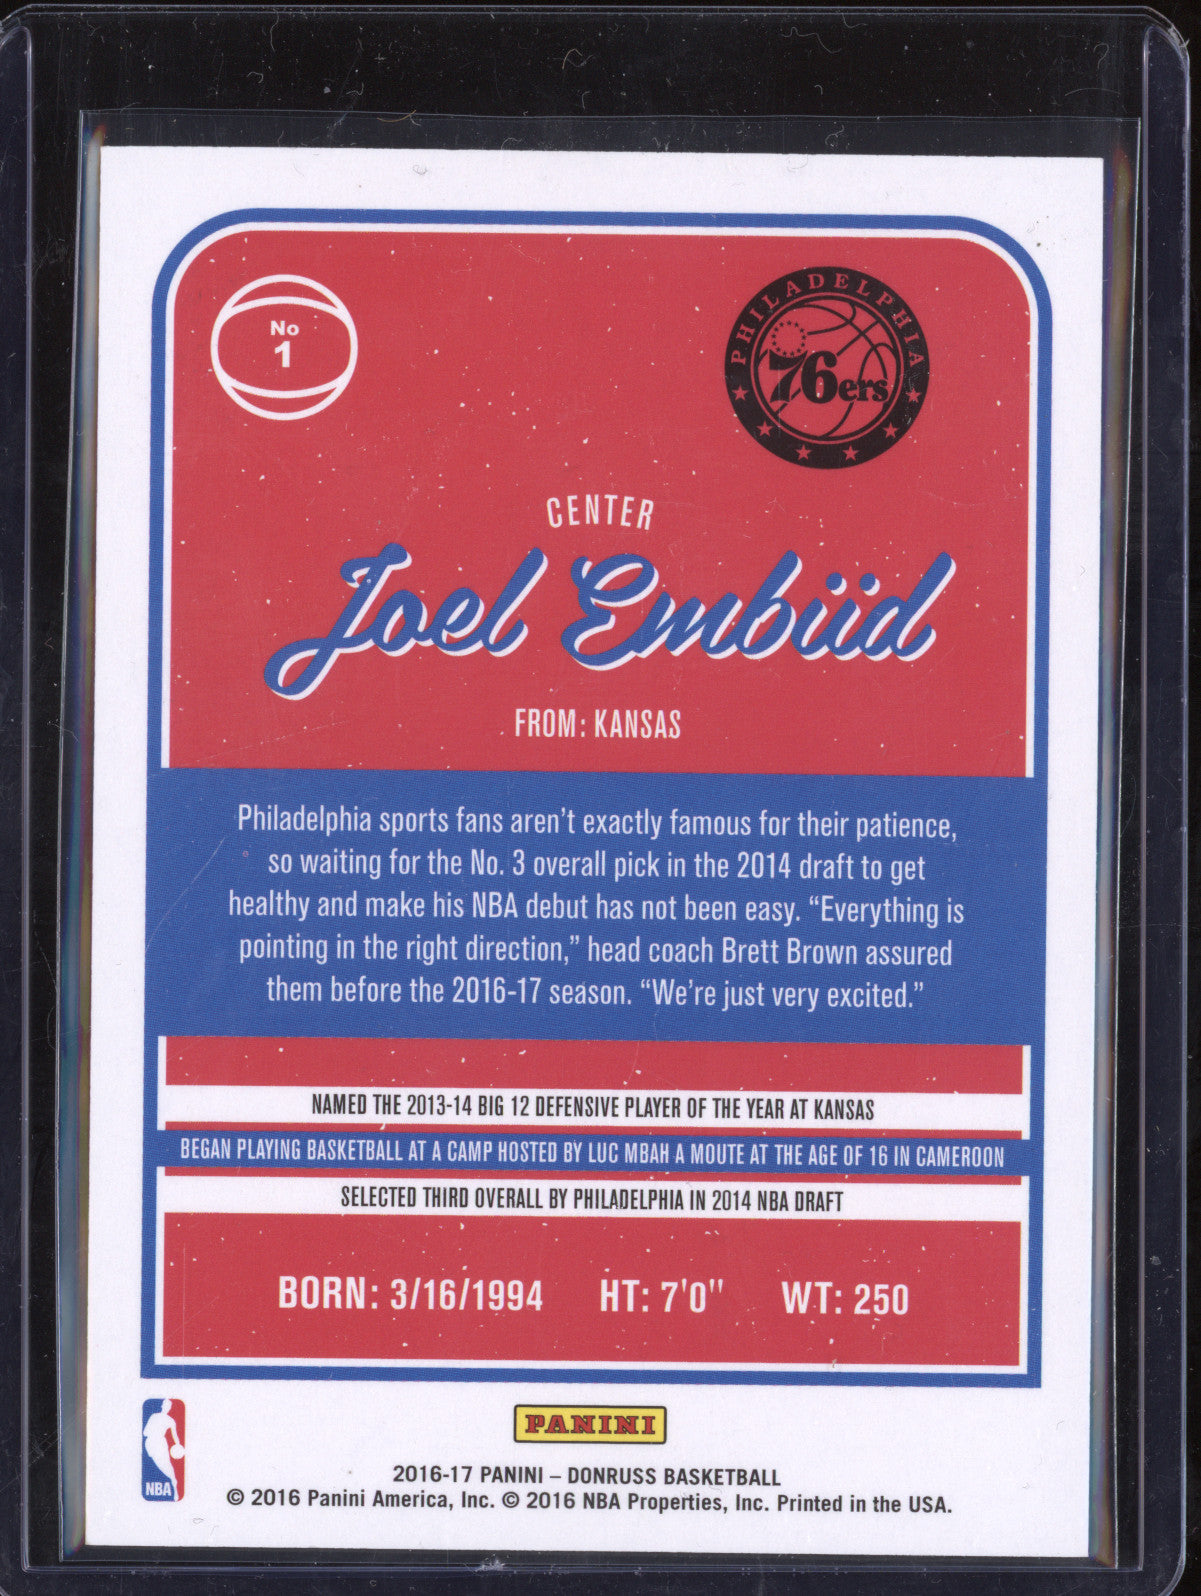 No
1
PHILADELPHIA
76ers
CENTER
Joel Embiid
FROM: KANSAS
Philadelphia sports fans aren't exactly famous for their patience,
so waiting for the No. 3 overall pick in the 2014 draft to get
healthy and make his NBA debut has not been easy. “Everything is
pointing in the right direction,” head coach Brett Brown assured
them before the 2016-17 season. “We're just very excited.”
NAMED THE 2013-14 BIG 12 DEFENSIVE PLAYER OF THE YEAR AT KANSAS
BEGAN PLAYING BASKETBALL AT A CAMP HOSTED BY LUC MBAH A MOUTE AT THE AGE OF 16 IN CAMEROON
SELECTED THIRD OVERALL BY PHILADELPHIA IN 2014 NBA DRAFT
BORN: 3/16/1994 HT: 7'0" WT: 250
NBA
PANINI
2016-17 PANINI – DONRUSS BASKETBALL
© 2016 Panini America, Inc. © 2016 NBA Properties, Inc. Printed in the USA.